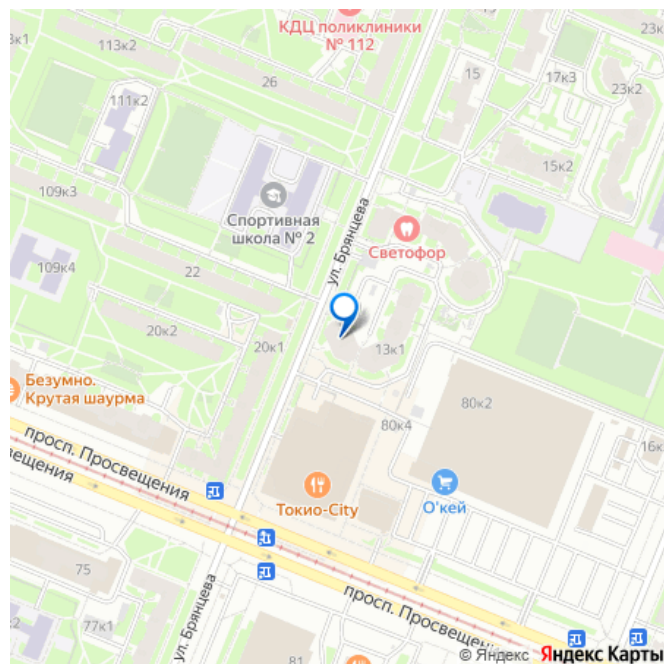 КДЦ поликлиники
№ 112
113к2
26
15
17к3
23к
23к2
111к2
15к2
109к3
Спортивная
школа № 2
ул. Брянцева
Светофор
109к4
22
20к2
20к1
13к1
Безумно.
Крутая шаурма
80к2
80к4
16к
просп. Просвещения
вещения
О'кей
Токио-City
75
ул. Брянцева
просп. Просвещени
77к1
81
© Яндекс Яндекс Карты